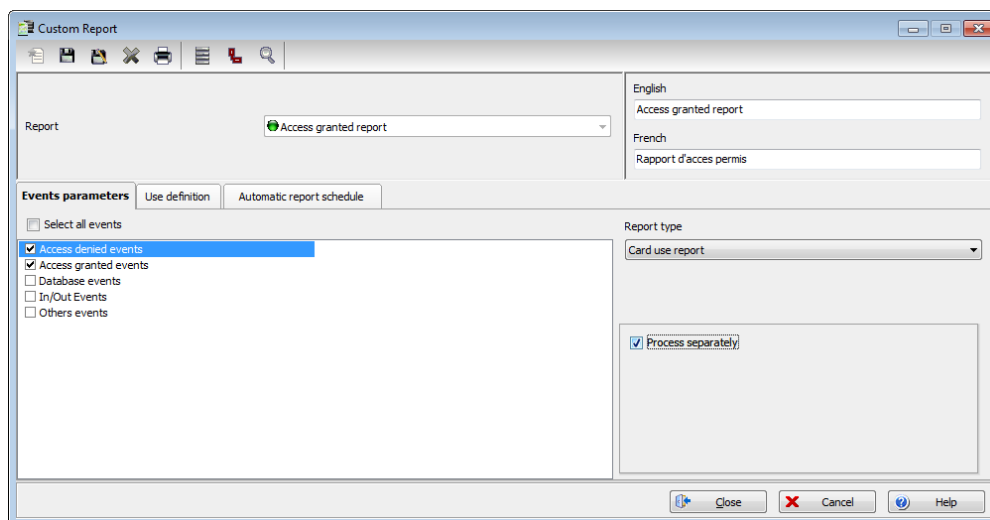 Custom Report
English
Access granted report
Report
Access granted report
French
Rapport d'acces permis
Events parameters
Use definition
Automatic report schedule
Select all events
Report type
Access denied events
Card use report
Access granted events
Database events
In/Out Events
Others events
Process separately
Close
Cancel
Help